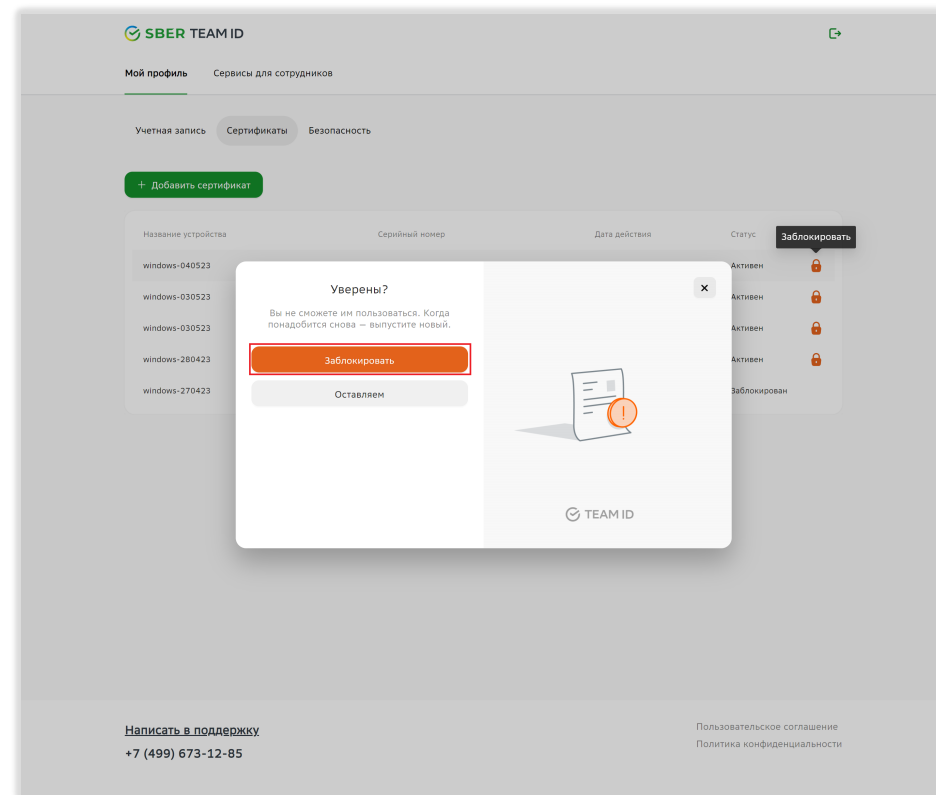 SBER TEAM ID
Мой профиль Сервисы для сотрудников
Учетная запись Сертификаты Безопасность
+ Добавить сертификат
Название устройства Серийный номер Дата действия Статус
Заблокировать
windows-040523 Активен
windows-030523 Активен
windows-030523 Активен
windows-280423 Активен
windows-270423 Заблокирован
Уверены?
Вы не сможете им пользоваться. Когда
понадобится снова — выпустите новый.
Заблокировать
Оставляем
TEAM ID
Написать в поддержку
+7 (499) 673-12-85
Пользовательское соглашение
Политика конфиденциальности